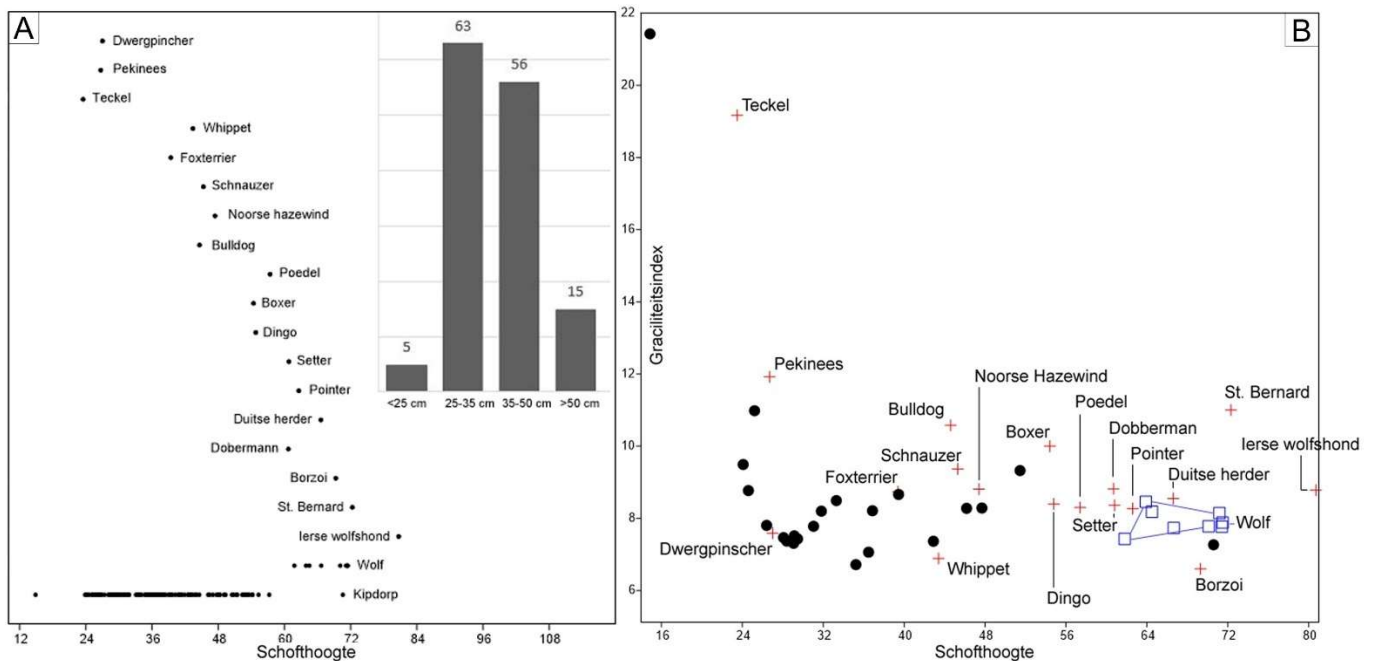 A
Dwergpincher
Pekinees
Teckel
Whippet
Foxterrier
Schnauzer
Noorse hazewind
Bulldog
Poedel
Boxer
Dingo
Setter
Pointer
Duitse herder
Dobermann
Borzoi
St. Bernard
Ierse wolfshond
Wolf
Kipdorp
12 24 36 48 60 72 84 96 108
Schofthoogte
63
56
15
5
<25 cm 25-35 cm 35-50 cm >50 cm
B
22
20
18
16
14
12
10
8
6
Graciliteitsindex
Teckel
Pekinees
Noorse Hazewind
St. Bernard
Bulldog
Poedel
Boxer
Dobberman
Ierse wolfshond
Schnauzer
Pointer
Foxterrier
Duitse herder
Setter
Wolf
Dwergpinscher
Whippet
Borzoi
Dingo
16 24 32 40 48 56 64 72 80
Schofthoogte